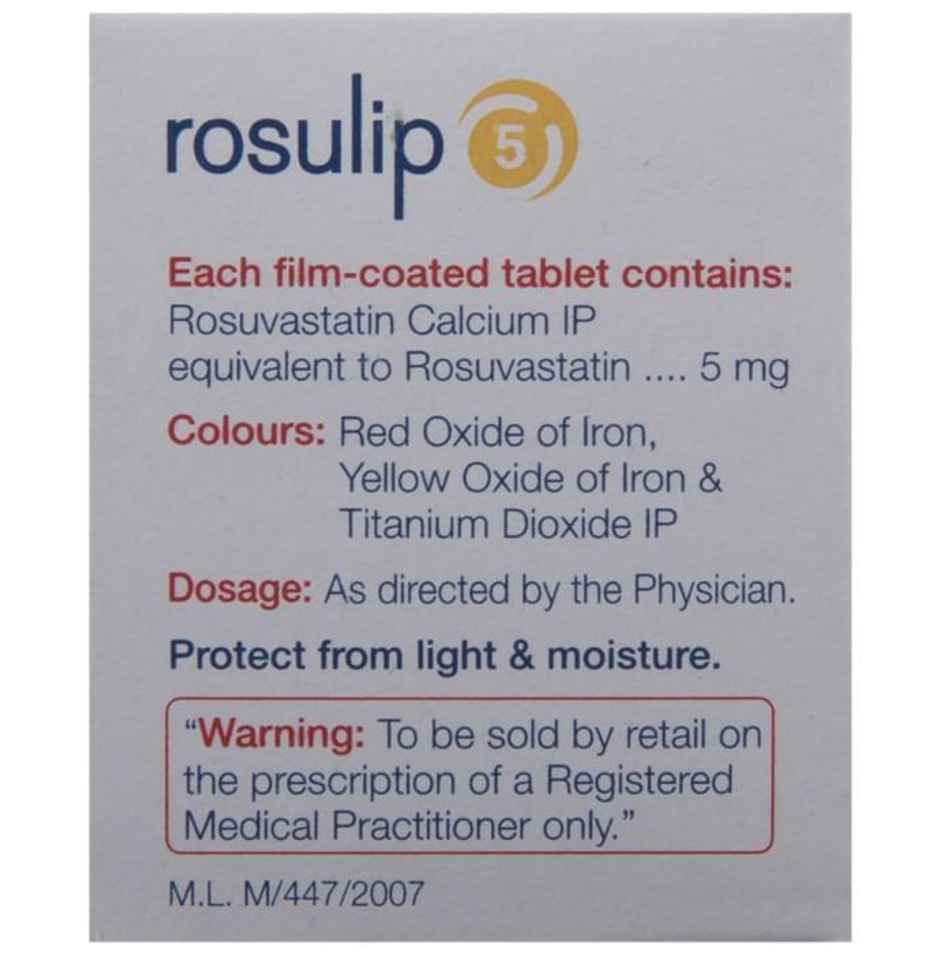 rosulip 5
Each film-coated tablet contains:
Rosuvastatin Calcium IP
equivalent to Rosuvastatin .... 5 mg
Colours: Red Oxide of Iron,
Yellow Oxide of Iron &
Titanium Dioxide IP
Dosage: As directed by the Physician.
Protect from light & moisture.
“Warning: To be sold by retail on
the prescription of a Registered
Medical Practitioner only.”
M.L. M/447/2007